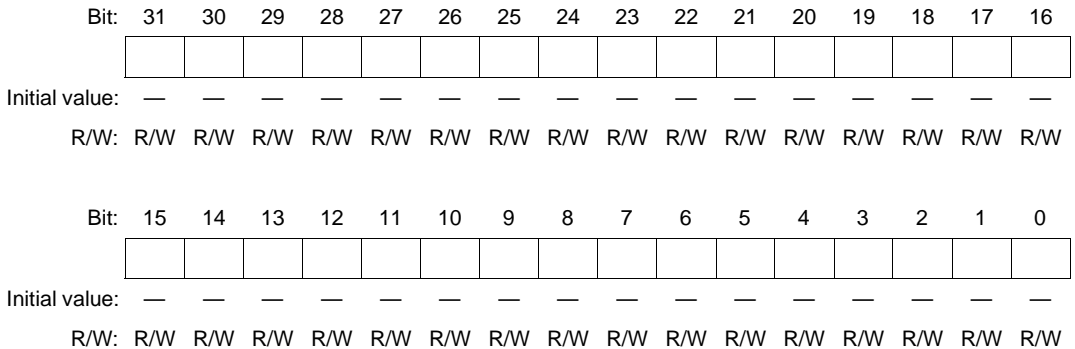 Bit: 31 30 29 28 27 26 25 24 23 22 21 20 19 18 17 16
Initial value: — — — — — — — — — — — — — — — —
R/W: R/W R/W R/W R/W R/W R/W R/W R/W R/W R/W R/W R/W R/W R/W R/W R/W
Bit: 15 14 13 12 11 10 9 8 7 6 5 4 3 2 1 0
Initial value: — — — — — — — — — — — — — — — —
R/W: R/W R/W R/W R/W R/W R/W R/W R/W R/W R/W R/W R/W R/W R/W R/W R/W